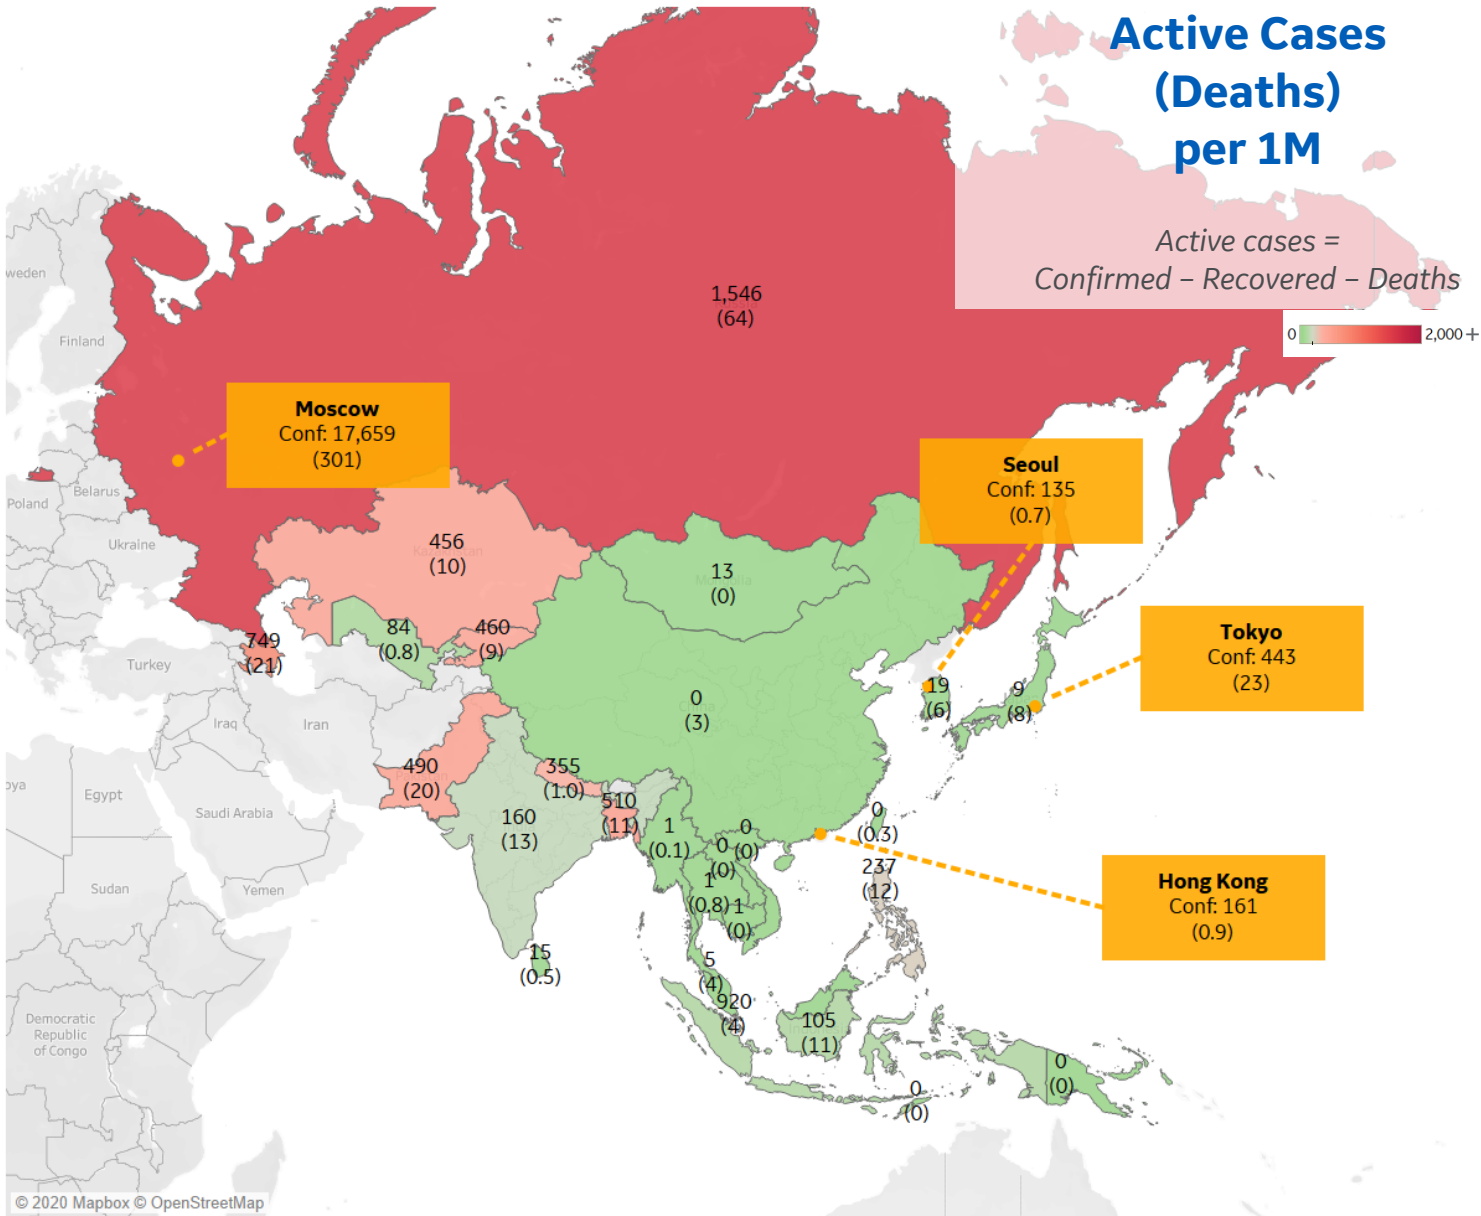 Active Cases
(Deaths)
per 1M
Active cases =
Confirmed – Recovered – Deaths
0
2,000 +
1,546
(64)
weden
Finland
Moscow
Conf: 17,659
(301)
Seoul
Conf: 135
(0.7)
Poland
Belarus
Ukraine
456
(10)
13
(0)
Tokyo
Conf: 443
(23)
84
(0.8)
460
(9)
749
(21)
Turkey
19
(6)
9
(8)
Iraq
Iran
0
(3)
oya
Egypt
Saudi Arabia
490
(20)
355
(1.0)
510
(11)
160
(13)
1
(0.1)
0
(0)
0
(0)
0
(0.3)
237
(12)
1
(0.8)
1
(0)
Hong Kong
Conf: 161
(0.9)
Sudan
Yemen
15
(0.5)
5
(4)
920
(4)
105
(11)
Democratic
Republic
of Congo
0
(0)
0
(0)
© 2020 Mapbox © OpenStreetMap